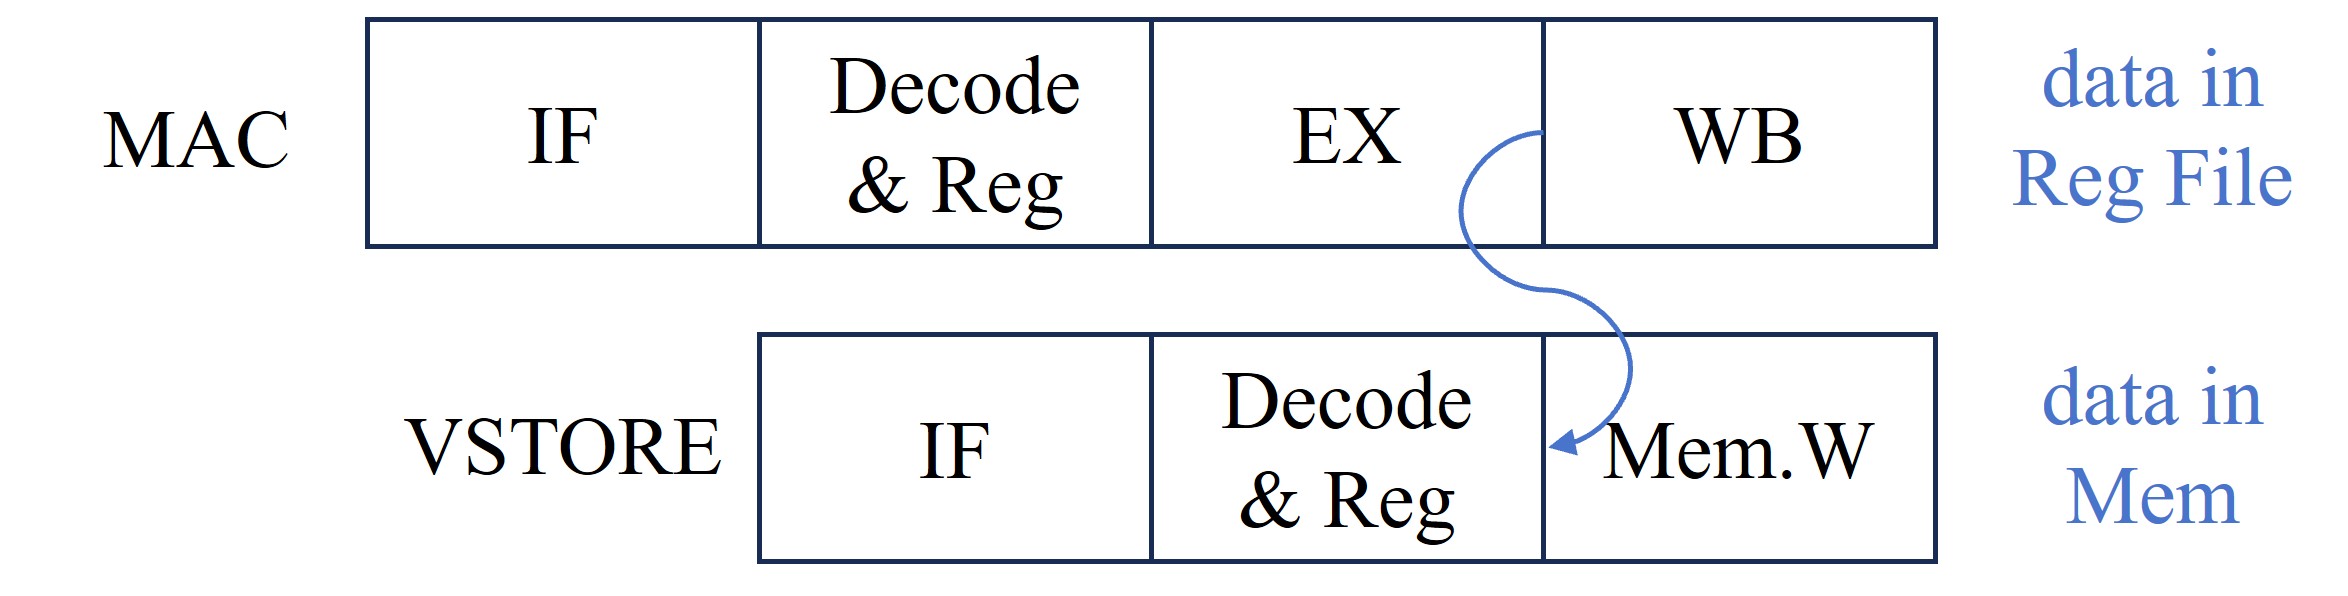 MAC
IF
Decode
& Reg
EX
WB
data in
Reg File
VSTORE
IF
Decode
& Reg
Mem.W
data in
Mem